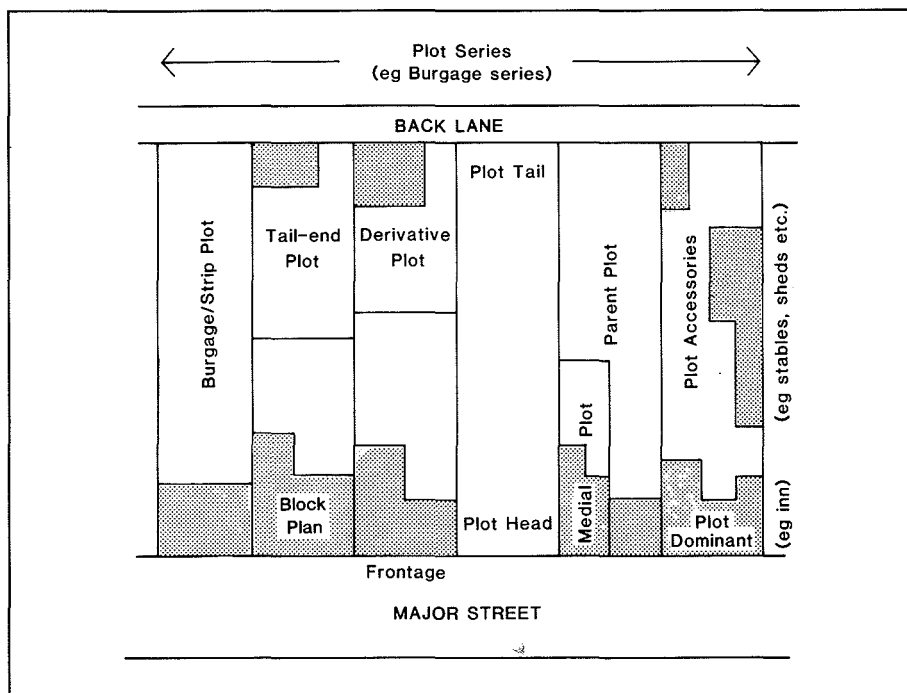 Plot Series
(eg Burgage series)
BACK LANE
Burgage/Strip Plot
Tail-end
Plot
Derivative
Plot
Plot Tail
Parent Plot
Plot Accessories
(eg stables, sheds etc.)
Block
Plan
Plot Head
Medial Plot
Plot
Dominant
(eg inn)
Frontage
MAJOR STREET